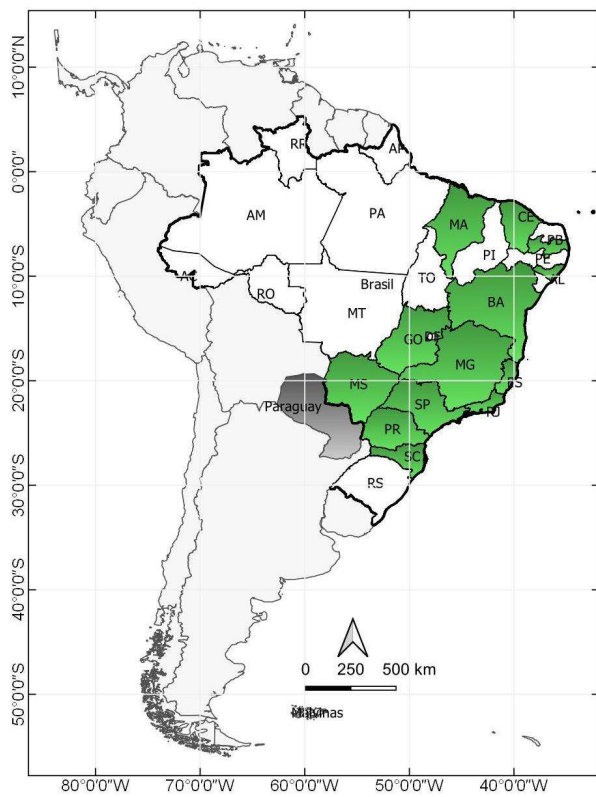 10°0'0"N
RR
AP
0°0'0"
AM
PA
MA
CE
PB
PI
PE
AC
TO
AL
10°0'0"S
RO
Brasil
BA
MT
GO
DF
MG
20°0'0"S
MS
ES
Paraguay
SP
RJ
PR
SC
RS
30°0'0"S
40°0'0"S
0 250 500 km
50°0'0"S
80°0'0"W 70°0'0"W 60°0'0"W 50°0'0"W 40°0'0"W